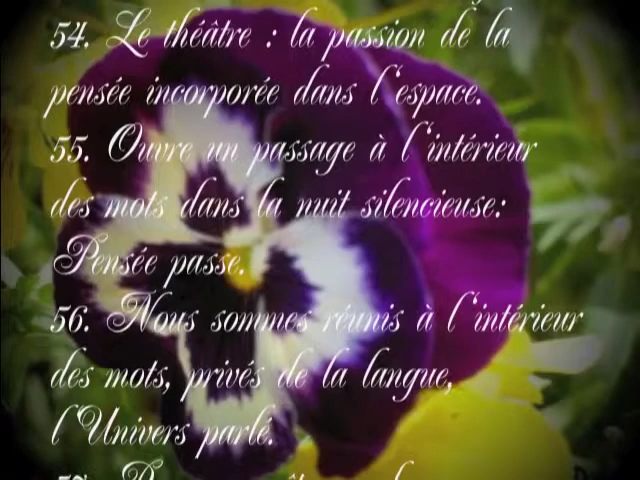 54. Le théâtre : la passion de la
pensée incorporée dans l'espace.
55. Ouvre un passage à l'intérieur
des mots dans la nuit silencieuse:
Pensée passe.
56. Nous sommes réunis à l'intérieur
des mots, privés de la langue,
l'Univers parlé.